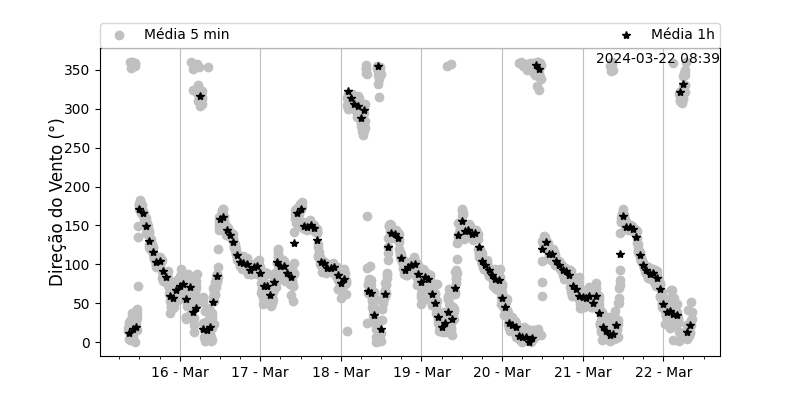 Média 5 min
Média 1h
2024-03-22 08:39
Direção do Vento (°)
350
300
250
200
150
100
50
0
16 - Mar
17 - Mar
18 - Mar
19 - Mar
20 - Mar
21 - Mar
22 - Mar